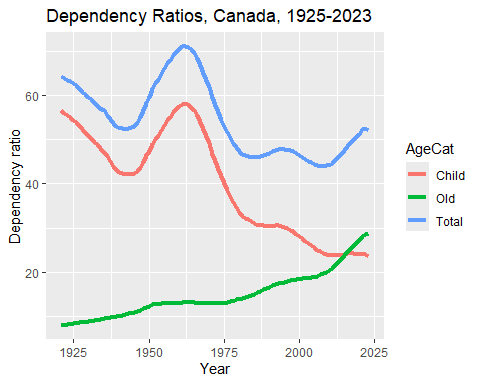 Dependency Ratios, Canada, 1925-2023
Dependency ratio
60
40
20
1925 1950 1975 2000 2025
Year
AgeCat
Child
Old
Total